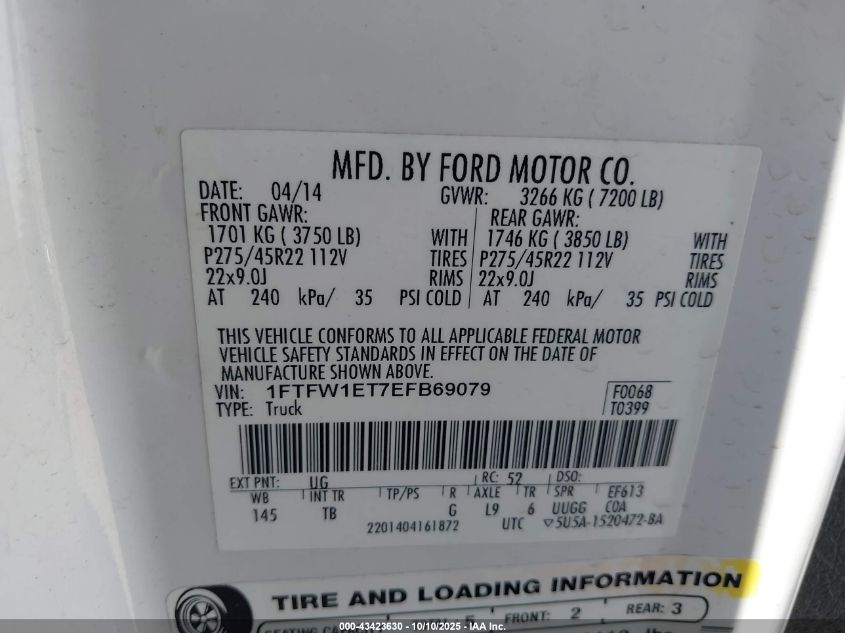 MFD. BY FORD MOTOR CO.
DATE: 04/14 GVWR: 3266 KG ( 7200 LB)
FRONT GAWR: REAR GAWR:
1701 KG ( 3750 LB) WITH 1746 KG ( 3850 LB) WITH
P275/45R22 112V TIRES P275/45R22 112V TIRES
22x9.0J RIMS 22x9.0J RIMS
AT 240 kPa/ 35 PSI COLD AT 240 kPa/ 35 PSI COLD
THIS VEHICLE CONFORMS TO ALL APPLICABLE FEDERAL MOTOR
VEHICLE SAFETY STANDARDS IN EFFECT ON THE DATE OF
MANUFACTURE SHOWN ABOVE.
VIN: 1FTFW1ET7EFB69079 F0068
TYPE: Truck T0399
EXT PNT: UG RC: 52 DSO:
WB INT TR TP/PS R AXLE TR SPR EF613
145 TB G L9 6 UUGG COA
2201404161872 UTC ▽5U5A-1520472-BA
TIRE AND LOADING INFORMATION
5 FRONT: 2 REAR: 3
000-43423630 - 10/10/2025 - IAAI.com